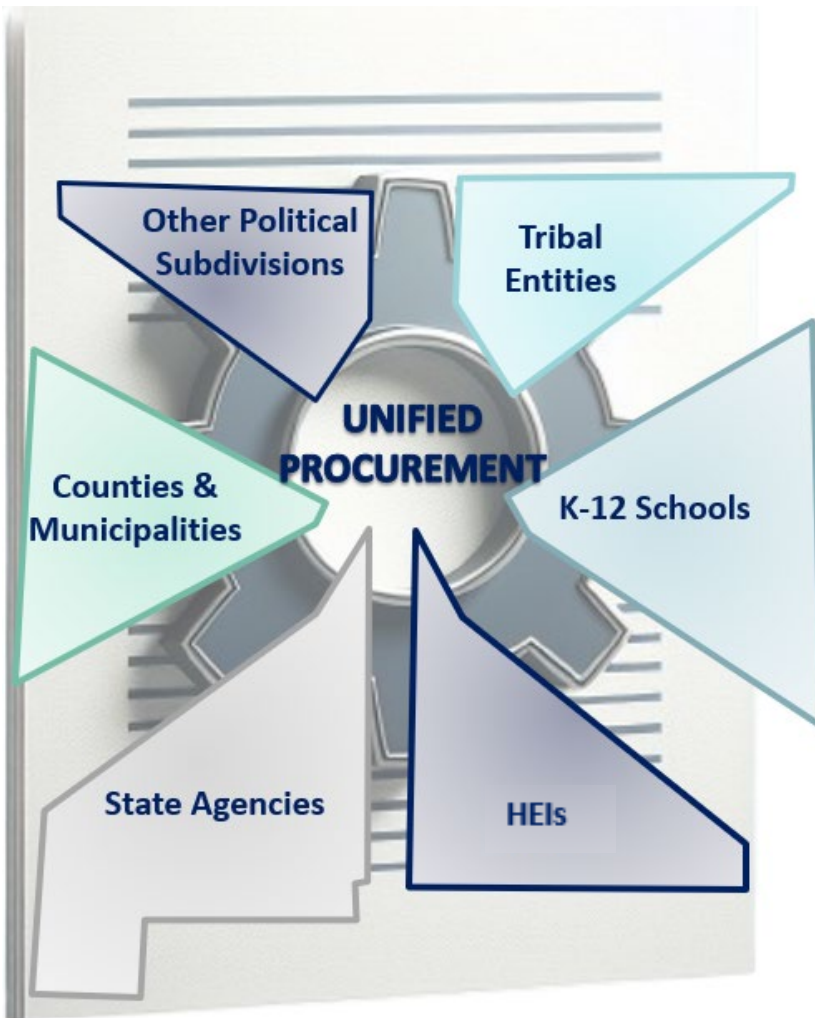 Other Political
Subdivisions
Tribal
Entities
UNIFIED
PROCUREMENT
Counties &
Municipalities
K-12 Schools
State Agencies
HEIs